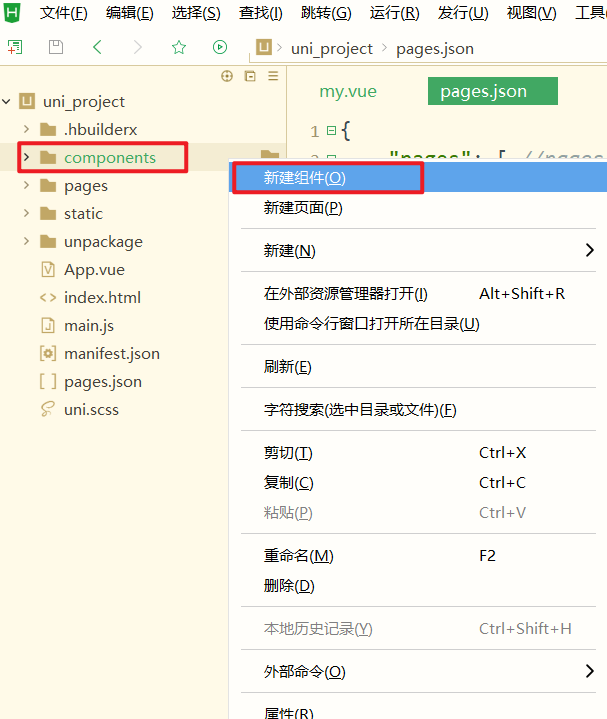 文件(F) 编辑(E) 选择(S) 查找(I) 跳转(G) 运行(R) 发行(U) 视图(V) 工具
uni_project pages.json
my.vue pages.json
uni_project
.hbuilderx
components
pages
static
unpackage
App.vue
index.html
main.js
manifest.json
pages.json
uni.scss
1 {
"pages": [ //pages
新建组件(O)
新建页面(P)
新建(N)
在外部资源管理器打开(I) Alt+Shift+R
使用命令行窗口打开所在目录(U)
刷新(E)
字符搜索(选中目录或文件)(F)
剪切(T) Ctrl+X
复制(C) Ctrl+C
粘贴(P) Ctrl+V
重命名(M) F2
删除(D)
本地历史记录(Y) Ctrl+Shift+H
外部命令(O)
属性(R)